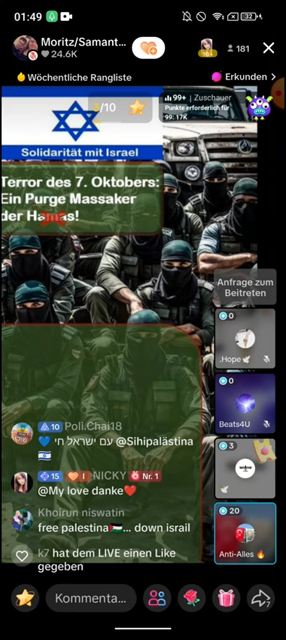 01:49
32
Moritz/Samant...
24.6K
181
Wöchentliche Rangliste
Erkunden >
/10
99+ | Zuschauer
Punkte erforderlich für
99: 17K
Solidarität mit Israel
Terror des 7. Oktobers:
Ein Purge Massaker
der Hamas!
Anfrage zum
Beitreten
0
.Hope
0
Beats4U
3
20
Anti-Alles
10 Poli.Chai18
עם ישראל חי @Sihipalästina
15 I NICKY Nr. 1
@My love danke
Khoirun niswatin
free palestina... down israil
k7 hat dem LIVE einen Like
gegeben
Kommenta...
7